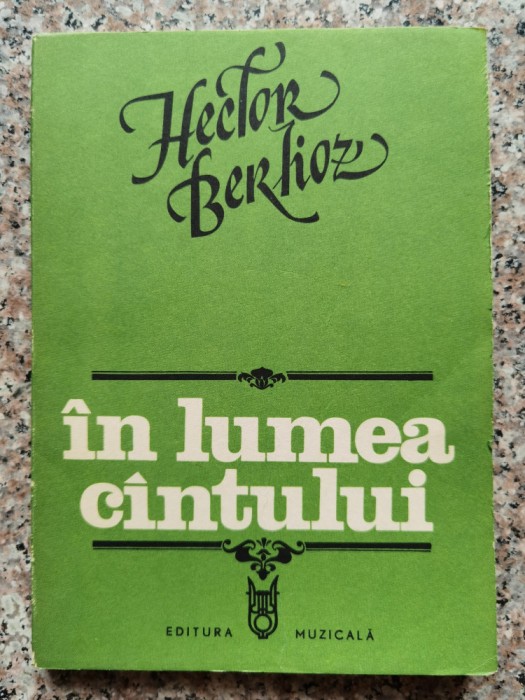 Hector
Berlioz
în lumea
cîntului
EDITURA MUZICALĂ